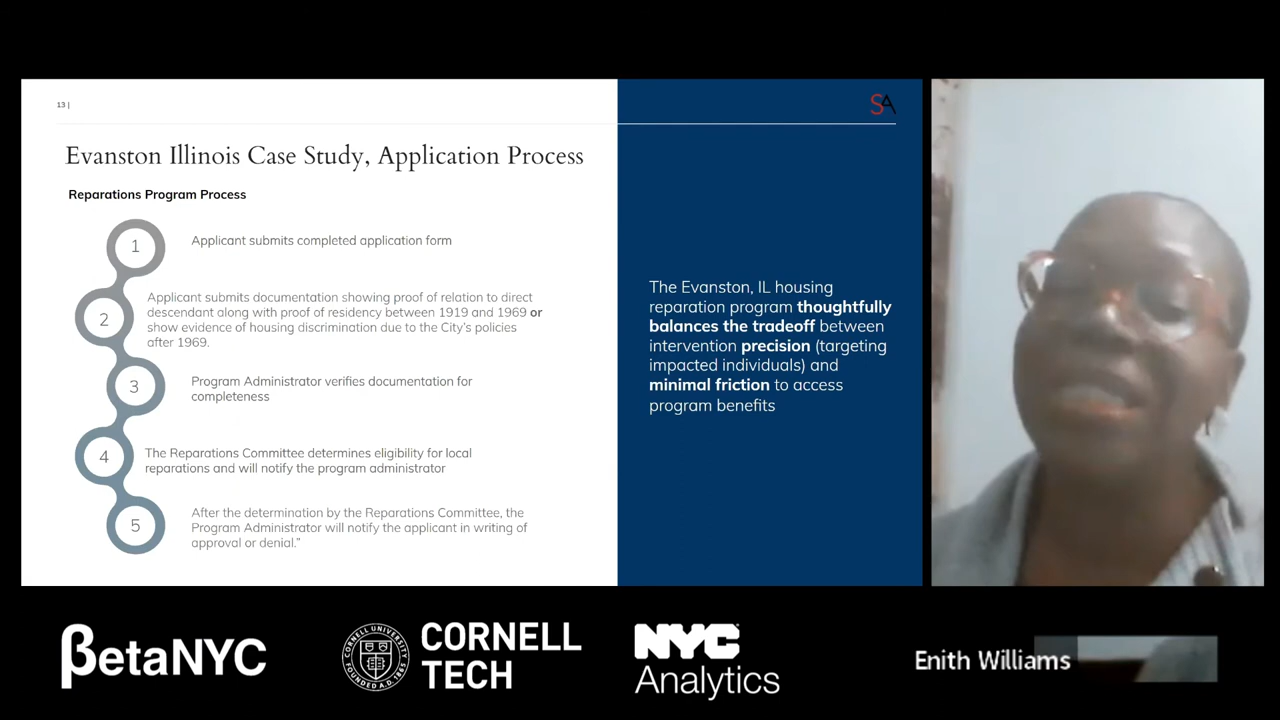 13 |
SA
Evanston Illinois Case Study, Application Process
Reparations Program Process
1
Applicant submits completed application form
2
Applicant submits documentation showing proof of relation to direct
descendant along with proof of residency between 1919 and 1969 or
show evidence of housing discrimination due to the City's policies
after 1969.
3
Program Administrator verifies documentation for
completeness
4
The Reparations Committee determines eligibility for local
reparations and will notify the program administrator
5
After the determination by the Reparations Committee, the
Program Administrator will notify the applicant in writing of
approval or denial.”
The Evanston, IL housing
reparation program thoughtfully
balances the tradeoff between
intervention precision (targeting
impacted individuals) and
minimal friction to access
program benefits
βetaNYC
CORNELL UNIVERSITY
FOUNDED A.D. 1865
CORNELL
TECH
NYC
Analytics
Enith Williams